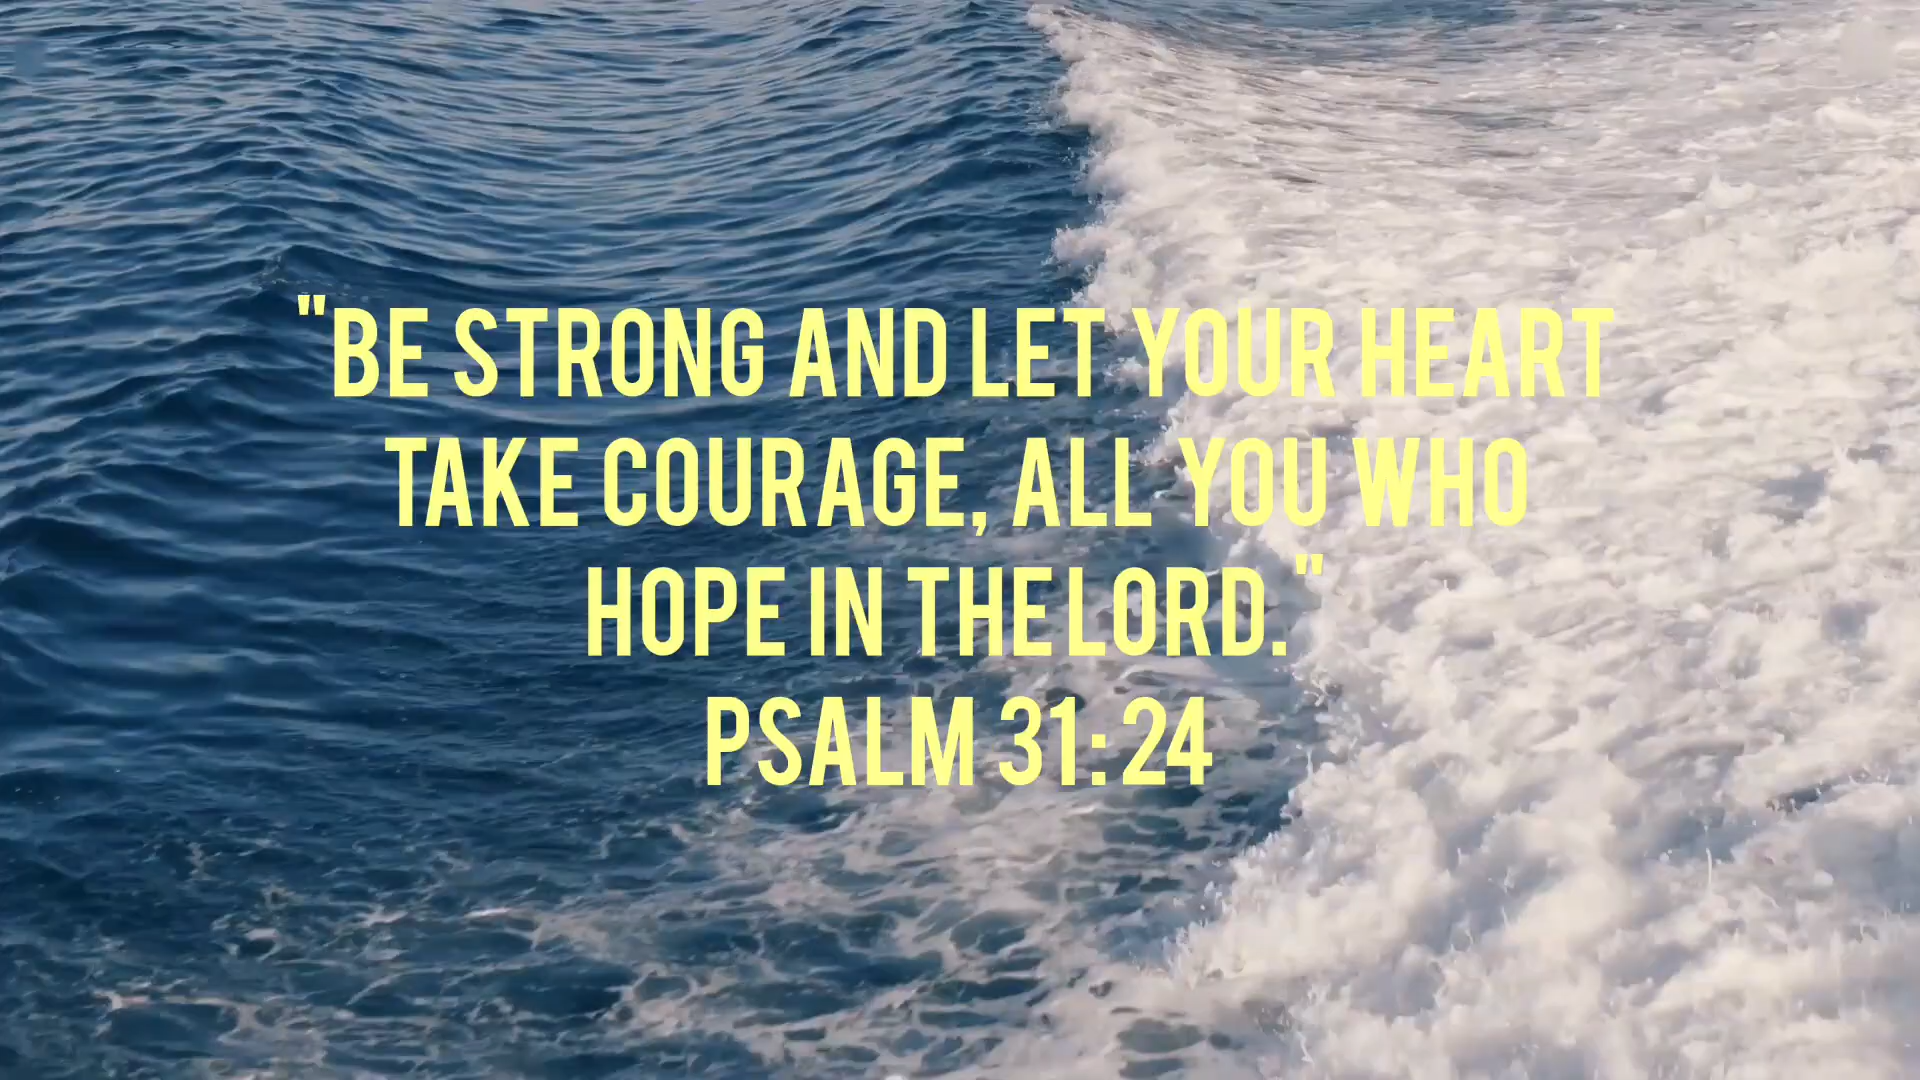 "BE STRONG AND LET YOUR HEART
TAKE COURAGE, ALL YOU WHO
HOPE IN THE LORD."
PSALM 31:24